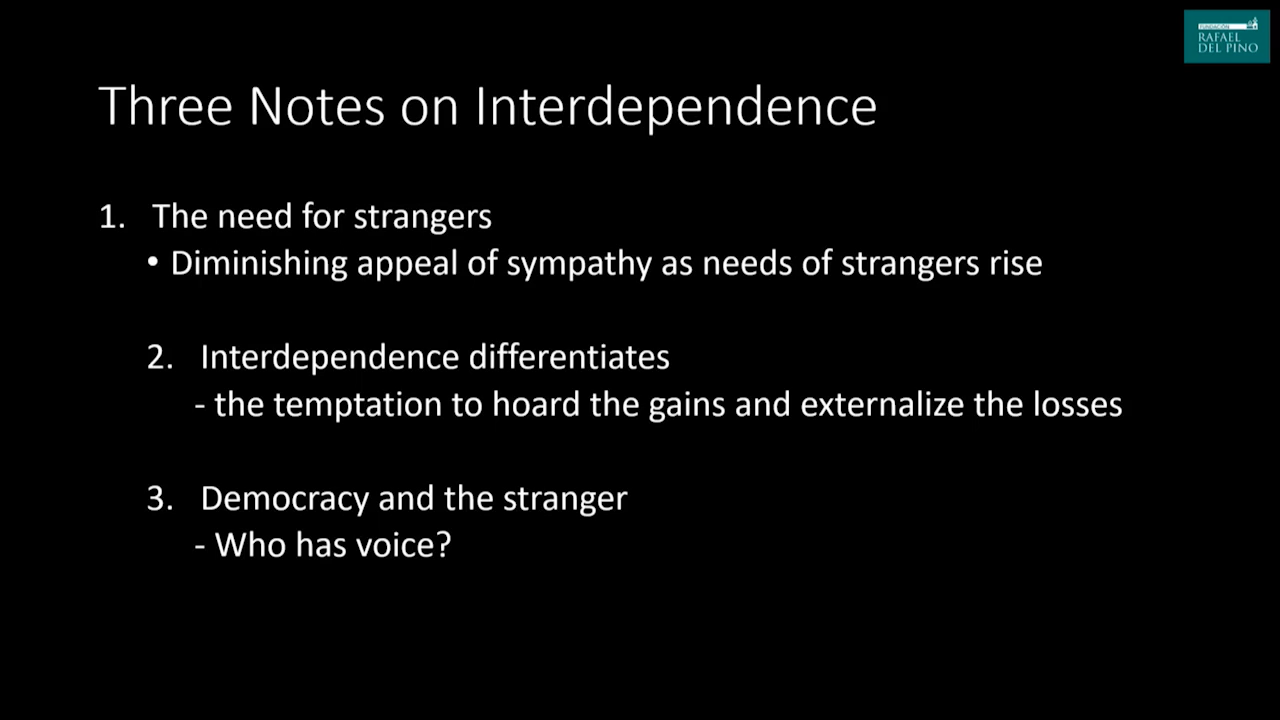 FUNDACIÓN
RAFAEL
DEL PINO
Three Notes on Interdependence
1. The need for strangers
• Diminishing appeal of sympathy as needs of strangers rise
2. Interdependence differentiates
- the temptation to hoard the gains and externalize the losses
3. Democracy and the stranger
- Who has voice?